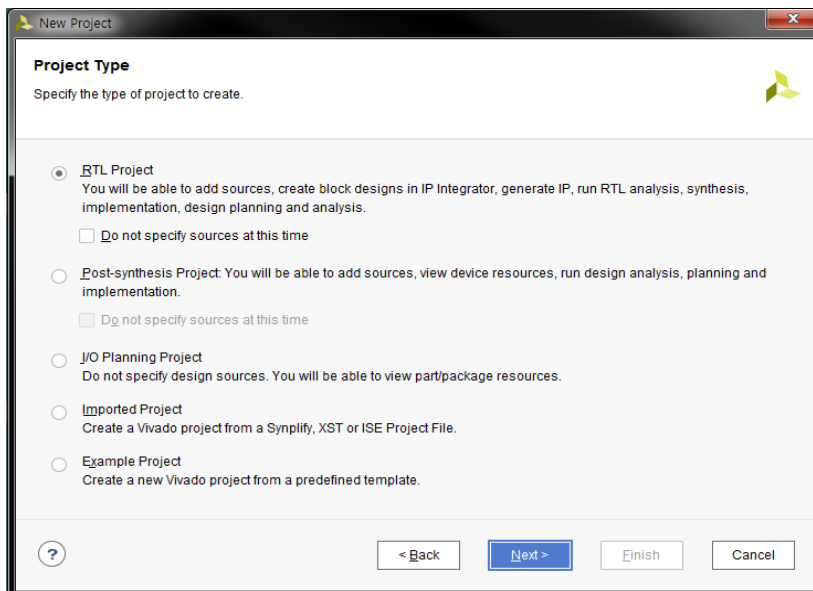 New Project
Project Type
Specify the type of project to create.
RTL Project
You will be able to add sources, create block designs in IP Integrator, generate IP, run RTL analysis, synthesis,
implementation, design planning and analysis.
Do not specify sources at this time
Post-synthesis Project: You will be able to add sources, view device resources, run design analysis, planning and
implementation.
Do not specify sources at this time
I/O Planning Project
Do not specify design sources. You will be able to view part/package resources.
Imported Project
Create a Vivado project from a Synplify, XST or ISE Project File.
Example Project
Create a new Vivado project from a predefined template.
? < Back Next > Finish Cancel